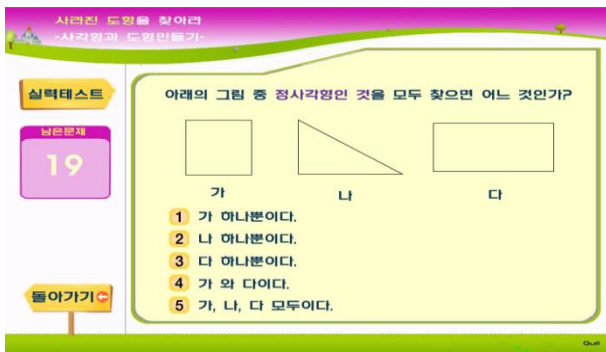 사라진 도형을 찾아라
-사각형과 도형만들기-
실력테스트
아래의 그림 중 정사각형인 것을 모두 찾으면 어느 것인가?
남은문제
19
가
나
다
1 가 하나뿐이다.
2 나 하나뿐이다.
3 다 하나뿐이다.
4 가 와 다이다.
5 가, 나, 다 모두이다.
돌아가기
Quit